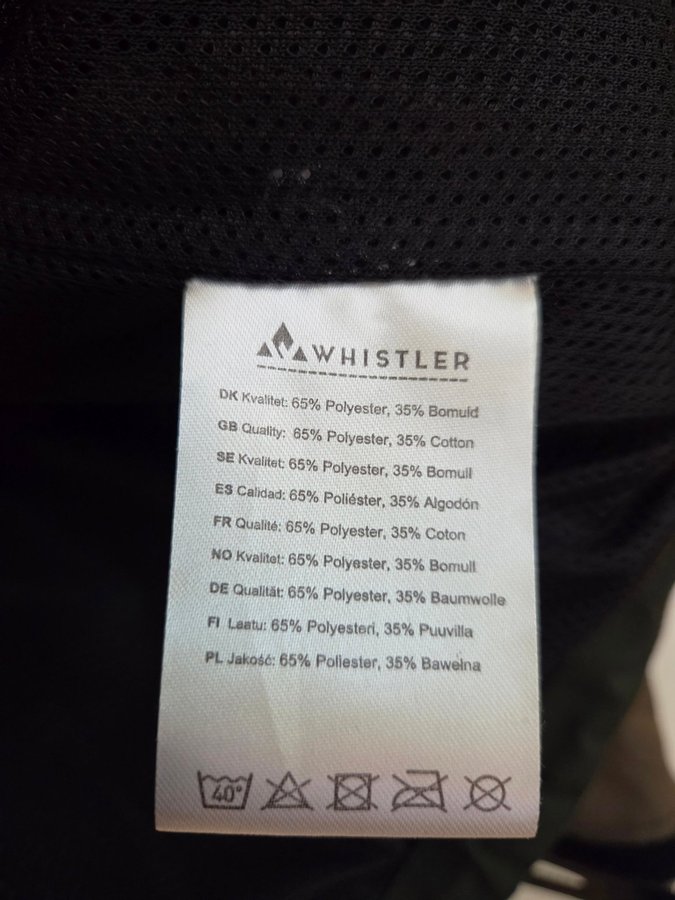 WHISTLER
DK Kvalitet: 65% Polyester, 35% Bomuld
GB Quality: 65% Polyester, 35% Cotton
SE Kvalitet: 65% Polyester, 35% Bomull
ES Calidad: 65% Poliéster, 35% Algodón
FR Qualité: 65% Polyester, 35% Coton
NO Kvalitet: 65% Polyester, 35% Bomull
DE Qualität: 65% Polyester, 35% Baumwolle
FI Laatu: 65% Polyesteri, 35% Puuvilla
PL Jakość: 65% Poliester, 35% Bawełna
40°